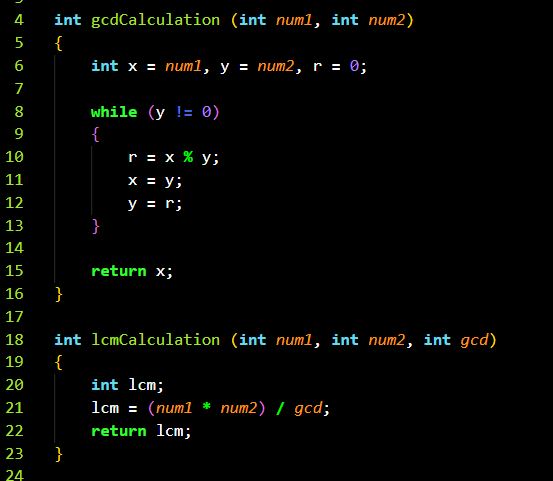 4 int gcdCalculation (int num1, int num2)
5 {
6 int x = num1, y = num2, r = 0;
7
8 while (y != 0)
9 {
10 r = x % y;
11 x = y;
12 y = r;
13 }
14
15 return x;
16 }
17
18 int lcmCalculation (int num1, int num2, int gcd)
19 {
20 int lcm;
21 lcm = (num1 * num2) / gcd;
22 return lcm;
23 }
24